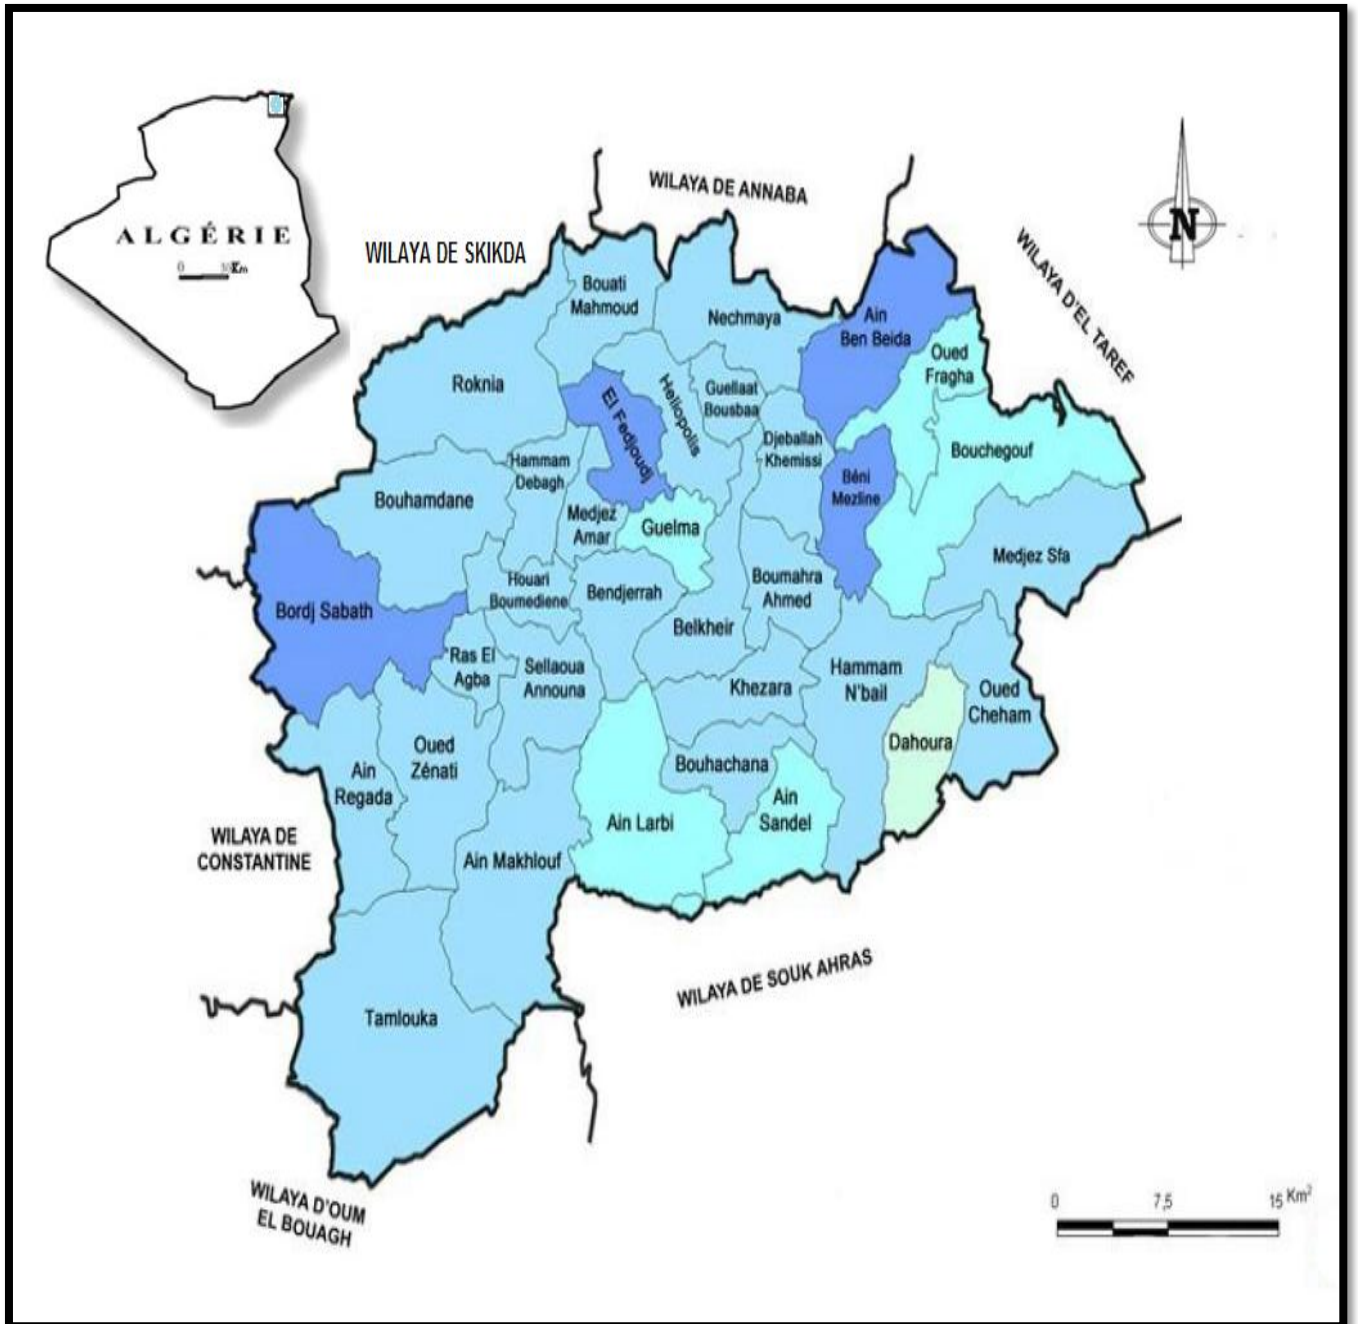 WILAYA DE ANNABA
ALGÉRIE
0
Km
WILAYA DE SKIKDA
N
WILAYA D'EL TAREF
Bouati
Mahmoud
Nechmaya
Ain
Ben Beida
Oued
Fragha
Roknia
El Fedjoudj
Heliopolis
Guellaat
Bousbaa
Djeballah
Khemissi
Bouchegouf
Hammam
Debagh
Bouhamdane
Béni
Mezline
Medjez
Amar
Guelma
Medjez Sfa
Houari
Boumediene
Bendjerrah
Boumahra
Ahmed
Bordj Sabath
Belkheir
Ras El
Agba
Sellaoua
Announa
Khezara
Hammam
N'bail
Oued
Cheham
Oued
Zénati
Dahoura
Ain
Regada
Bouhachana
Ain
Sandel
Ain Larbi
WILAYA DE
CONSTANTINE
Ain Makhlouf
WILAYA DE SOUK AHRAS
Tamlouka
WILAYA D'OUM
EL BOUAGH
0 7,5 15 Km²